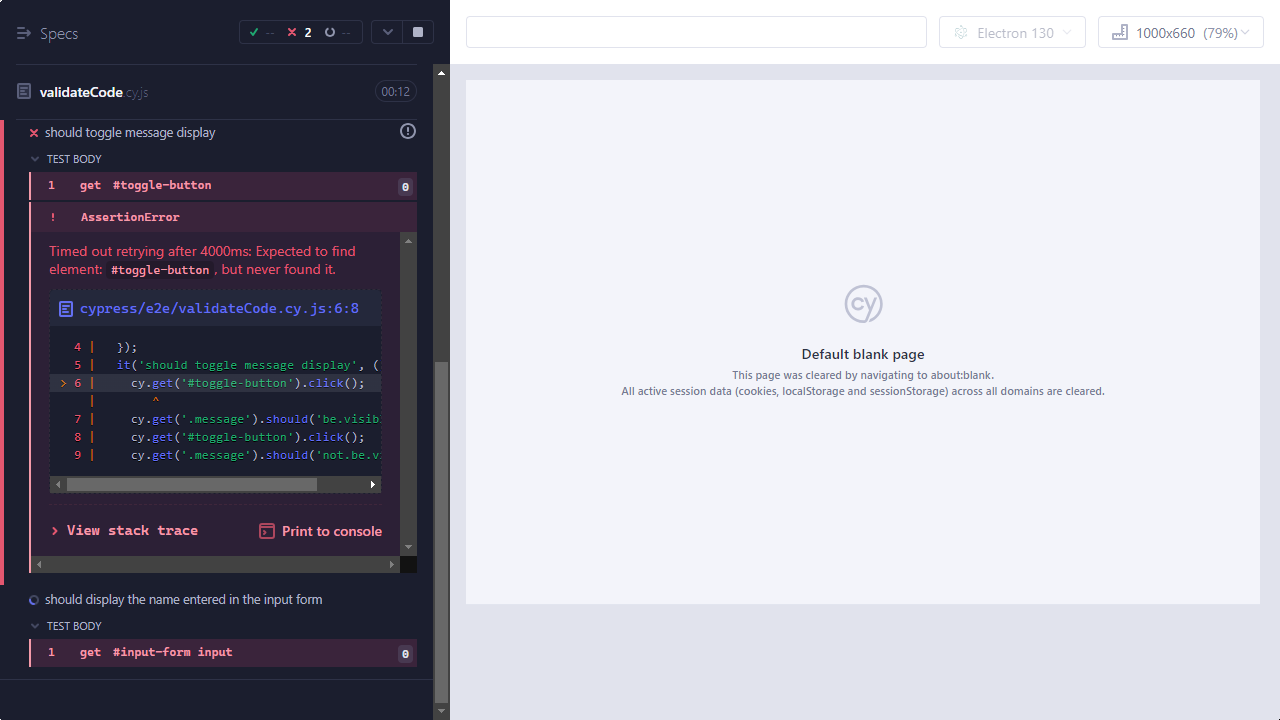 Specs
-- 2 --
validateCode.cy.js 00:12
should toggle message display
TEST BODY
1 get #toggle-button 0
! AssertionError
Timed out retrying after 4000ms: Expected to find
element: #toggle-button, but never found it.
cypress/e2e/validateCode.cy.js:6:8
4 | });
5 | it('should toggle message display', (
> 6 | cy.get('#toggle-button').click();
| ^
7 | cy.get('.message').should('be.visibl
8 | cy.get('#toggle-button').click();
9 | cy.get('.message').should('not.be.vi
> View stack trace Print to console
should display the name entered in the input form
TEST BODY
1 get #input-form input 0
Electron 130
1000x660 (79%)
cy
Default blank page
This page was cleared by navigating to about:blank.
All active session data (cookies, localStorage and sessionStorage) across all domains are cleared.